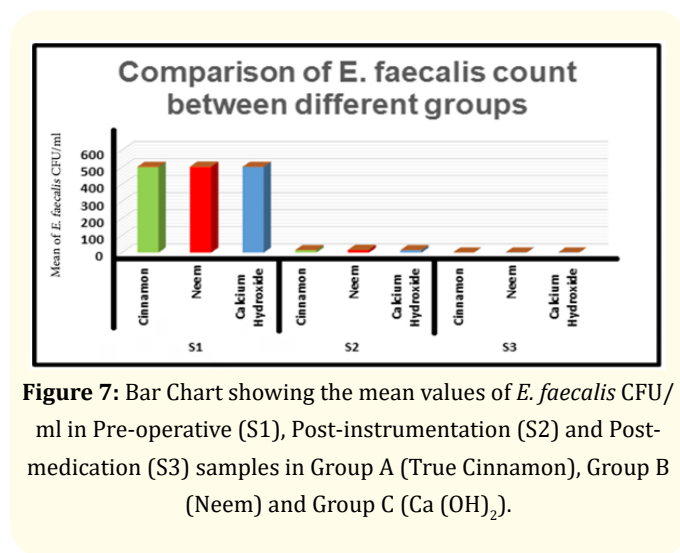 Comparison of E. faecalis count
between different groups
Mean of E. faecalis CFU/ml
600
500
400
300
200
100
0
Cinnamon
Neem
Calcium
Hydroxide
Cinnamon
Neem
Calcium
Hydroxide
Cinnamon
Neem
Calcium
Hydroxide
S1
S2
S3
Figure 7: Bar Chart showing the mean values of E. faecalis CFU/
ml in Pre-operative (S1), Post-instrumentation (S2) and Post-
medication (S3) samples in Group A (True Cinnamon), Group B
(Neem) and Group C (Ca (OH)₂).